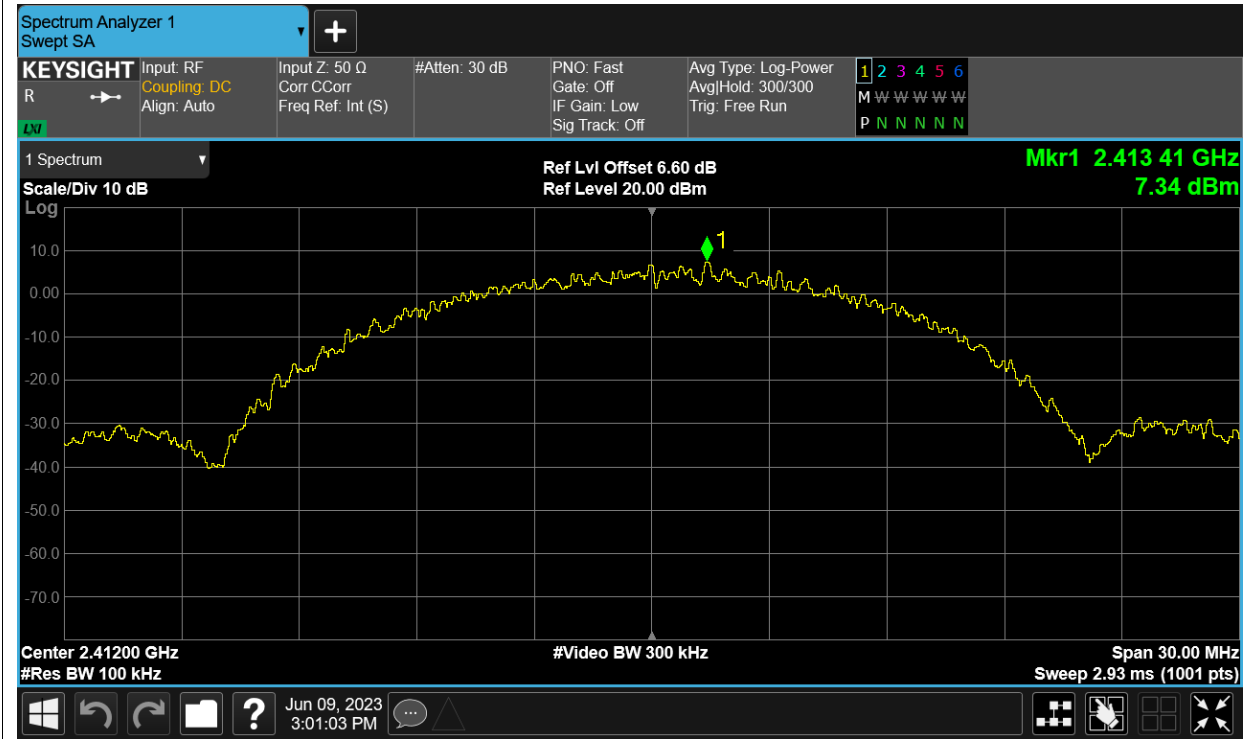 Spectrum Analyzer 1
Swept SA
KEYSIGHT
R
LXI
Input: RF
Coupling: DC
Align: Auto
Input Z: 50 Ω
Corr CCorr
Freq Ref: Int (S)
#Atten: 30 dB
PNO: Fast
Gate: Off
IF Gain: Low
Sig Track: Off
Avg Type: Log-Power
Avg|Hold: 300/300
Trig: Free Run
1 2 3 4 5 6
M W W W W W
P N N N N N
1 Spectrum
Scale/Div 10 dB
Log
Ref Lvl Offset 6.60 dB
Ref Level 20.00 dBm
Mkr1 2.413 41 GHz
7.34 dBm
1
10.0
0.00
-10.0
-20.0
-30.0
-40.0
-50.0
-60.0
-70.0
Center 2.41200 GHz
#Res BW 100 kHz
#Video BW 300 kHz
Span 30.00 MHz
Sweep 2.93 ms (1001 pts)
?
Jun 09, 2023
3:01:03 PM